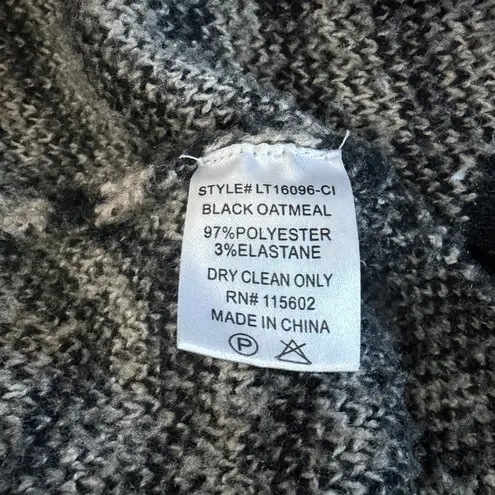 STYLE# LT16096-CI
BLACK OATMEAL
97%POLYESTER
3%ELASTANE
DRY CLEAN ONLY
RN# 115602
MADE IN CHINA
P